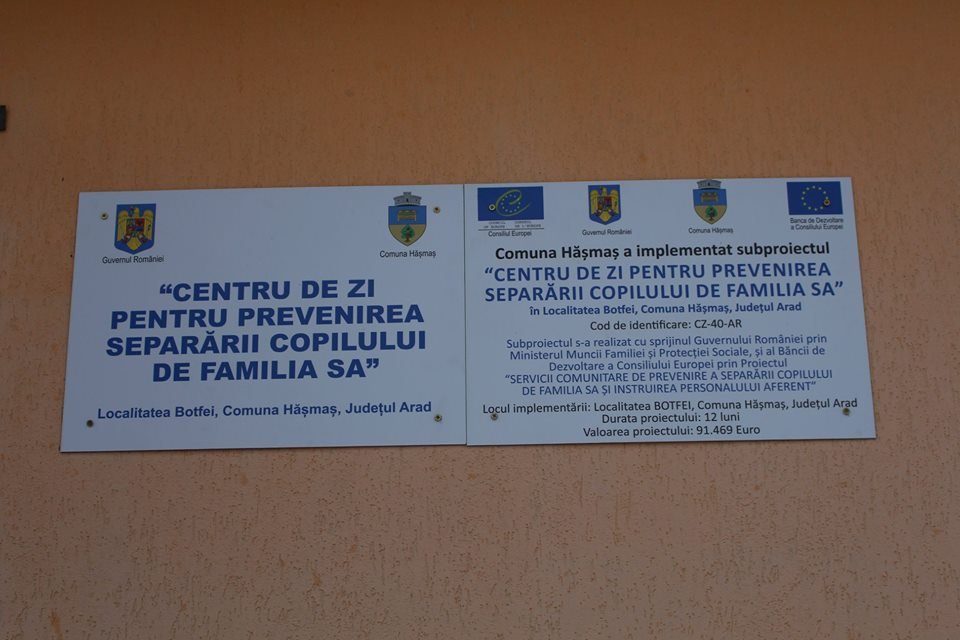 Guvernul României
Comuna Hășmaș
“CENTRU DE ZI
PENTRU PREVENIREA
SEPARĂRII COPILULUI
DE FAMILIA SA”
Localitatea Botfei, Comuna Hășmaș, Județul Arad
Consiliul Europei
Guvernul României
Comuna Hășmaș
Banca de Dezvoltare
a Consiliului Europei
Comuna Hășmaș a implementat subproiectul
“CENTRU DE ZI PENTRU PREVENIREA
SEPARĂRII COPILULUI DE FAMILIA SA”
în Localitatea Botfei, Comuna Hășmaș, Județul Arad
Cod de identificare: CZ-40-AR
Subproiectul s-a realizat cu sprijinul Guvernului României prin
Ministerul Muncii Familiei și Protecției Sociale, și al Băncii de
Dezvoltare a Consiliului Europei prin Proiectul
“SERVICII COMUNITARE DE PREVENIRE A SEPARĂRII COPILULUI
DE FAMILIA SA ȘI INSTRUIREA PERSONALULUI AFERENT”
Locul implementării: Localitatea BOTFEI, Comuna Hășmaș, Județul Arad
Durata proiectului: 12 luni
Valoarea proiectului: 91.469 Euro